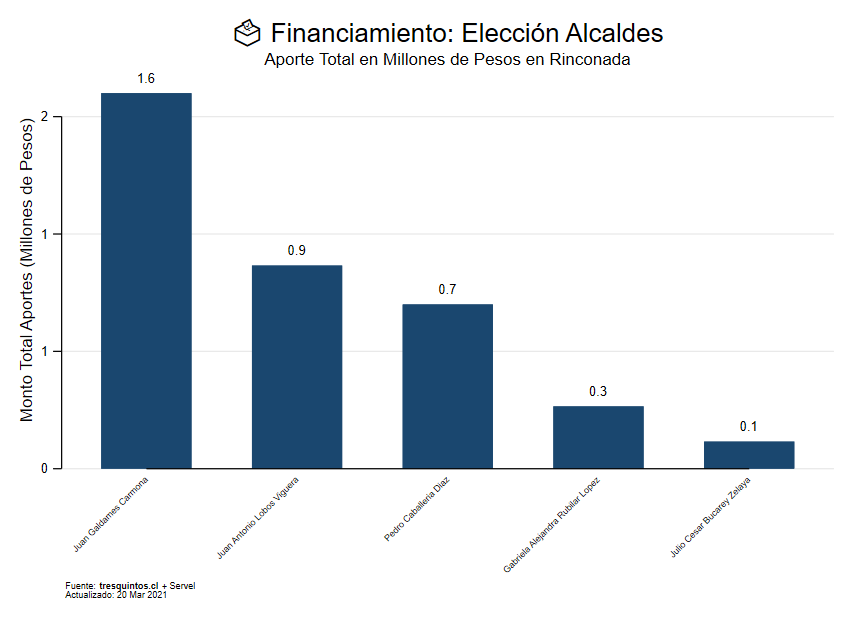 Financiamiento: Elección Alcaldes
Aporte Total en Millones de Pesos en Rinconada
Monto Total Aportes (Millones de Pesos)
2
1
1
0
1.6
0.9
0.7
0.3
0.1
Juan Galdames Carmona
Juan Antonio Lobos Viguera
Pedro Caballeria Diaz
Gabriela Alejandra Rubilar Lopez
Julio Cesar Bucarey Zelaya
Fuente: tresquintos.cl + Servel
Actualizado: 20 Mar 2021